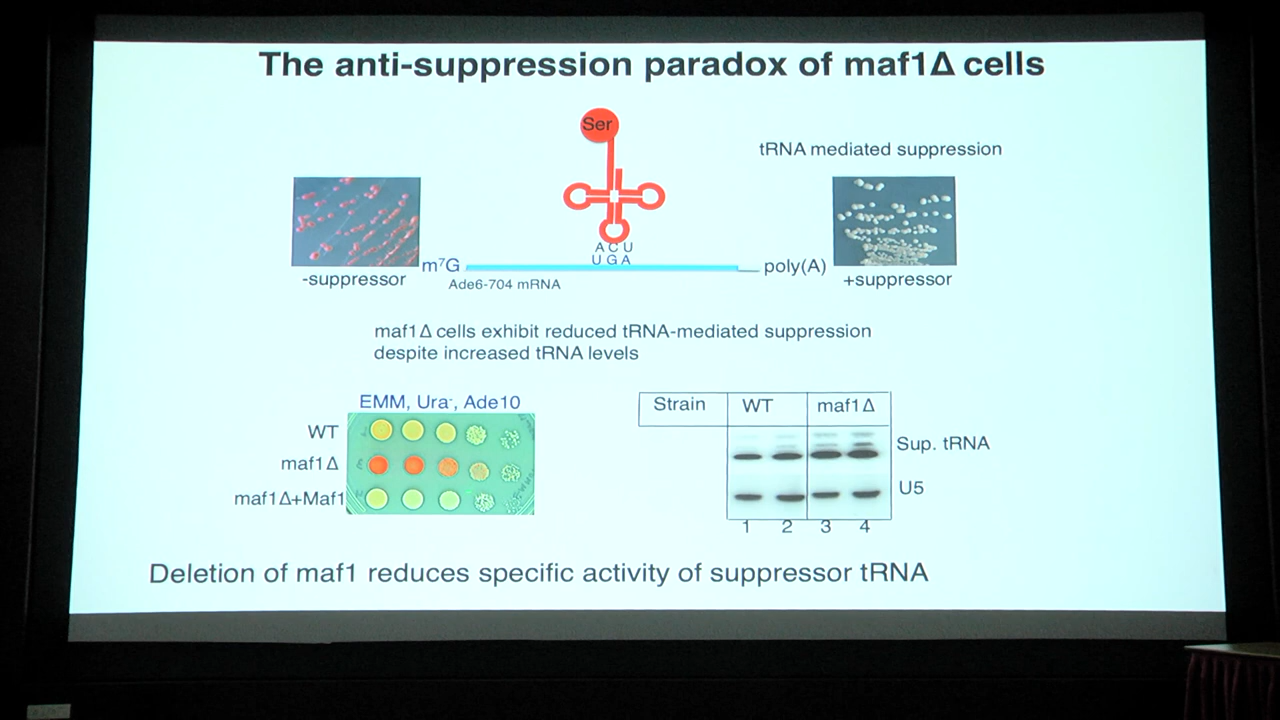 The anti-suppression paradox of maf1Δ cells
Ser
tRNA mediated suppression
A C U
U G A
m⁷G
poly(A)
-suppressor
Ade6-704 mRNA
+suppressor
maf1Δ cells exhibit reduced tRNA-mediated suppression
despite increased tRNA levels
EMM, Ura⁻, Ade10
WT
maf1Δ
maf1Δ+Maf1
Strain WT maf1Δ
Sup. tRNA
U5
1 2 3 4
Deletion of maf1 reduces specific activity of suppressor tRNA